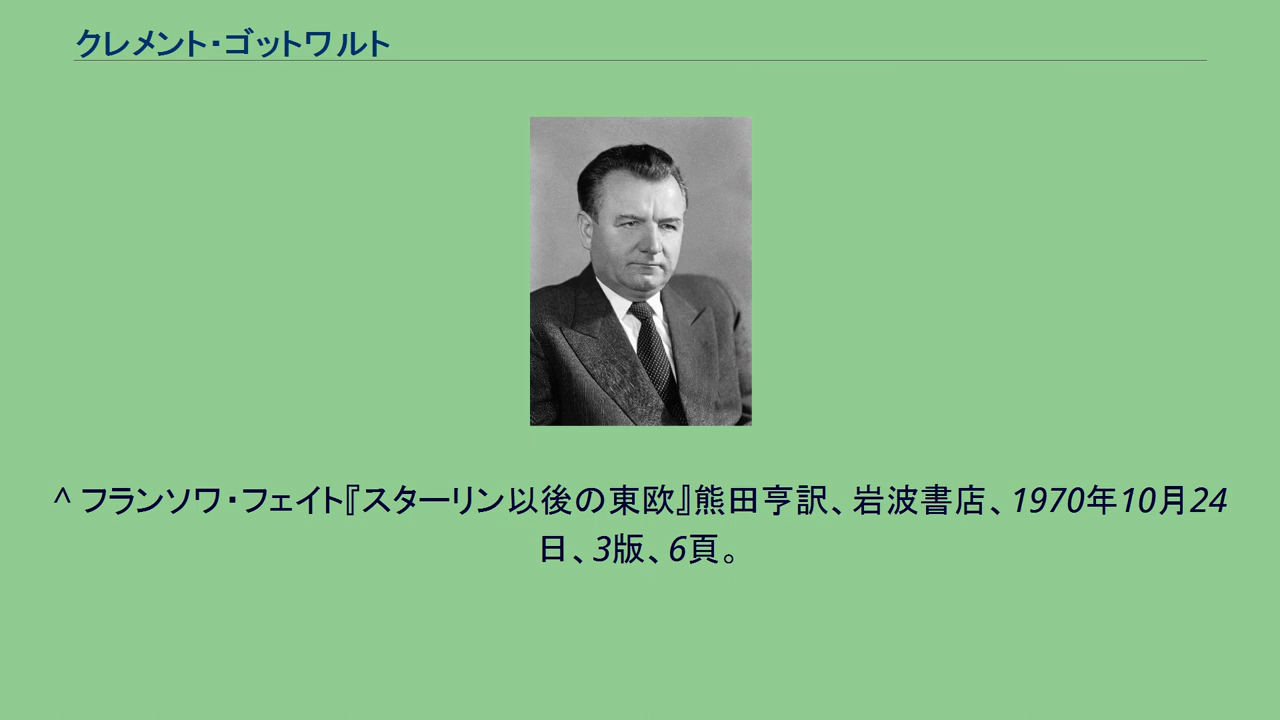 クレメント・ゴットワルト
^ フランソワ・フェイト『スターリン以後の東欧』熊田亨訳、岩波書店、1970年10月24
日、3版、6頁。